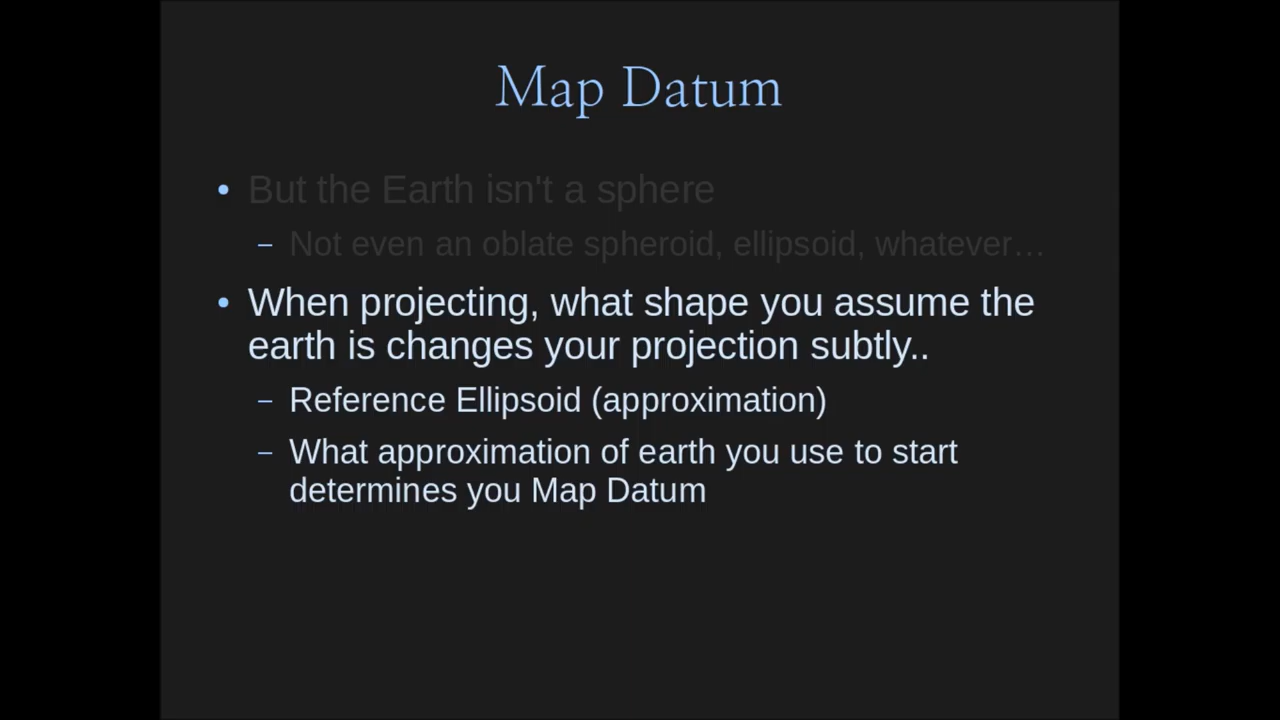 Map Datum
• But the Earth isn't a sphere
– Not even an oblate spheroid, ellipsoid, whatever...
• When projecting, what shape you assume the
earth is changes your projection subtly..
– Reference Ellipsoid (approximation)
– What approximation of earth you use to start
determines you Map Datum